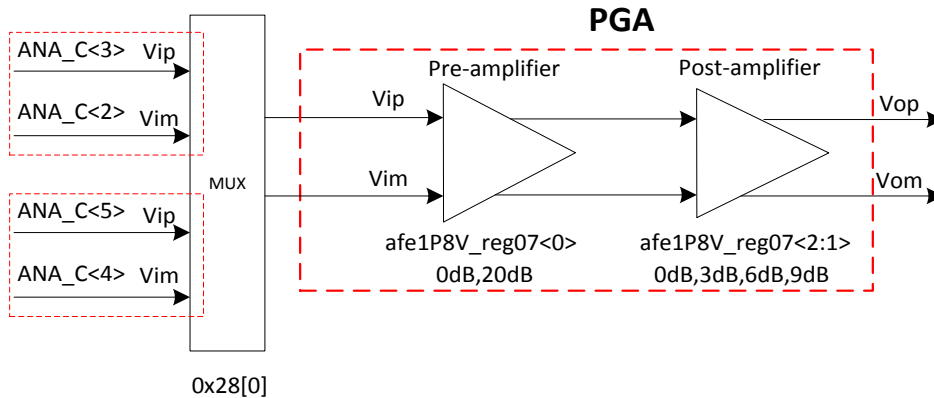 PGA
ANA_C<3> Vip
ANA_C<2> Vim
ANA_C<5> Vip
ANA_C<4> Vim
MUX
0x28[0]
Vip
Vim
Pre-amplifier
afe1P8V_reg07<0>
0dB,20dB
Post-amplifier
afe1P8V_reg07<2:1>
0dB,3dB,6dB,9dB
Vop
Vom